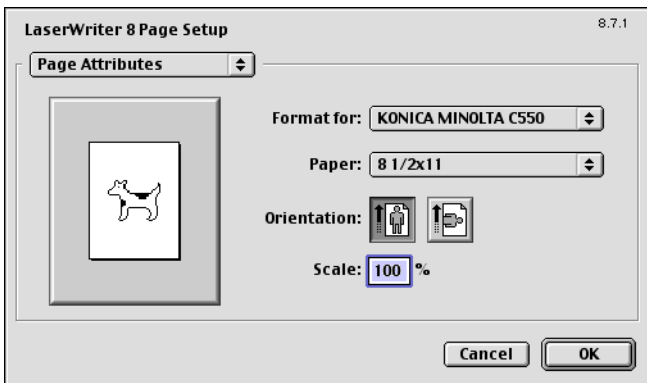 LaserWriter 8 Page Setup 8.7.1
Page Attributes
Format for: KONICA MINOLTA C550
Paper: 8 1/2x11
Orientation:
Scale: 100 %
Cancel OK